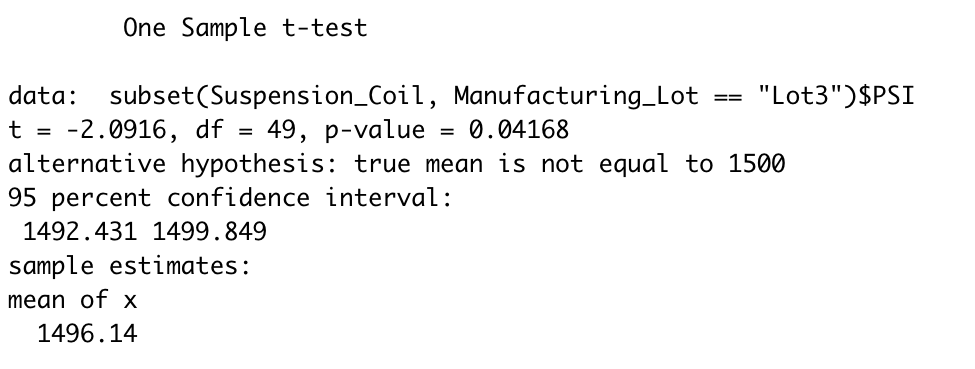 One Sample t-test
data:  subset(Suspension_Coil, Manufacturing_Lot == "Lot3")$PSI
t = -2.0916, df = 49, p-value = 0.04168
alternative hypothesis: true mean is not equal to 1500
95 percent confidence interval:
1492.431 1499.849
sample estimates:
mean of x
1496.14